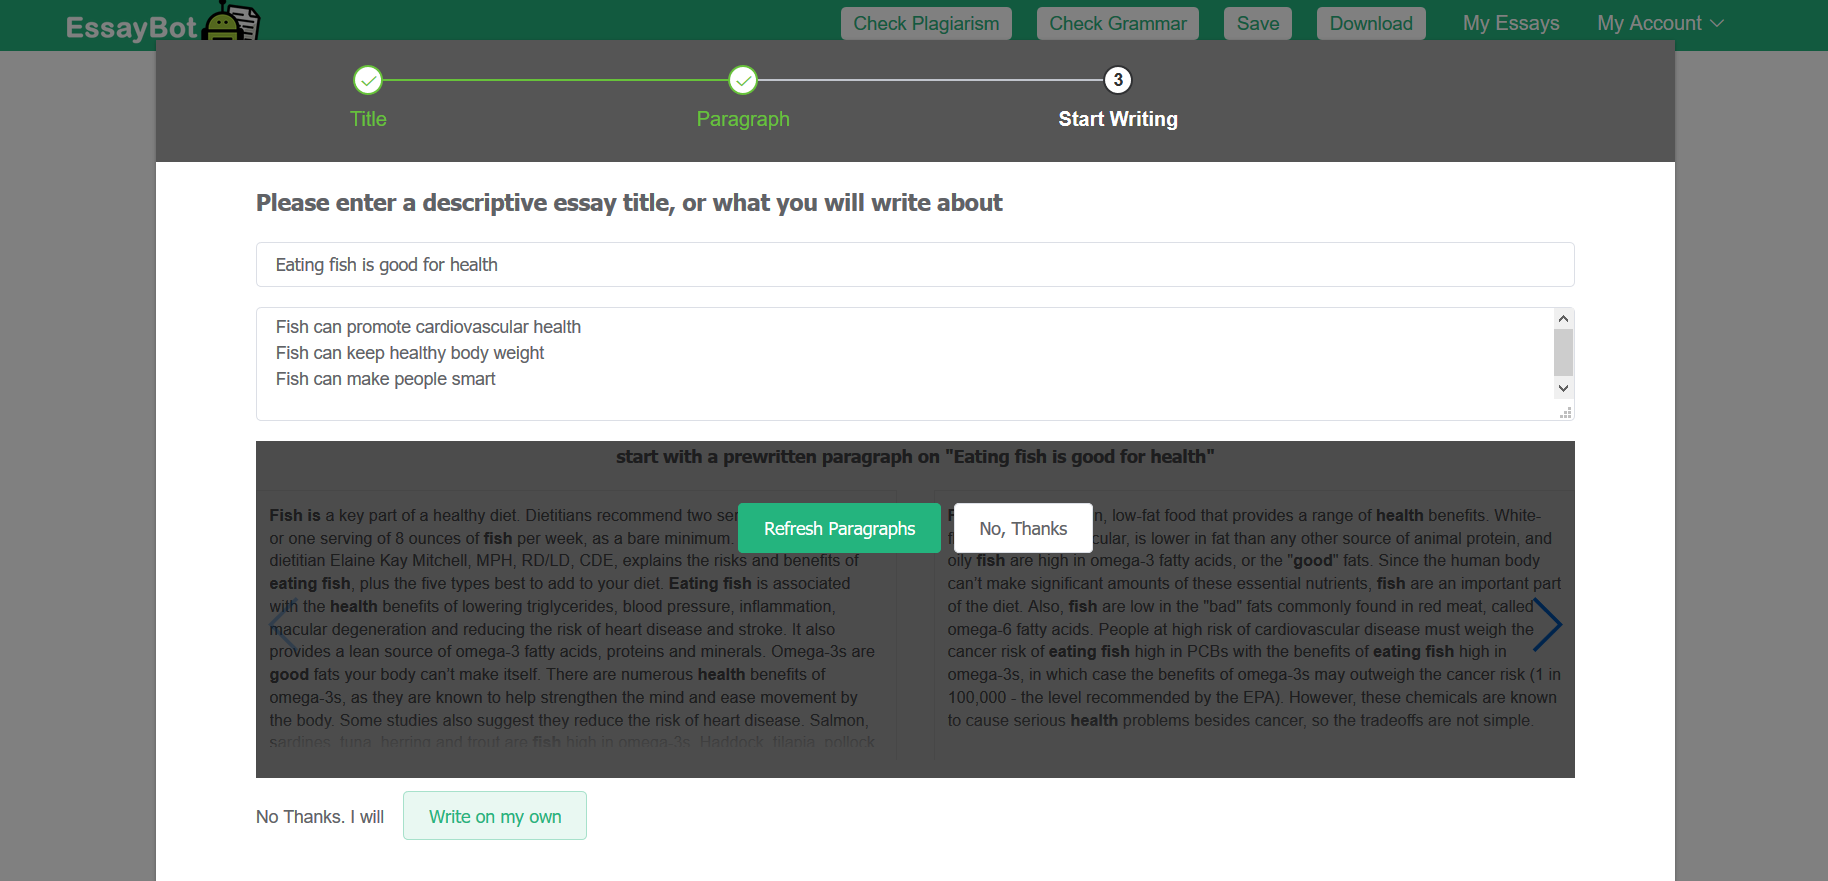 EssayBot
Check Plagiarism
Check Grammar
Save
Download
My Essays
My Account
3
Title
Paragraph
Start Writing
Please enter a descriptive essay title, or what you will write about
Eating fish is good for health
Fish can promote cardiovascular health
Fish can keep healthy body weight
Fish can make people smart
start with a prewritten paragraph on "Eating fish is good for health"
Refresh Paragraphs
No, Thanks
Fish is a key part of a healthy diet. Dietitians recommend two
or one serving of 8 ounces of fish per week, as a bare minimum.
dietitian Elaine Kay Mitchell, MPH, RD/LD, CDE, explains the risks and benefits of
eating fish, plus the five types best to add to your diet. Eating fish is associated
with the health benefits of lowering triglycerides, blood pressure, inflammation,
macular degeneration and reducing the risk of heart disease and stroke. It also
provides a lean source of omega-3 fatty acids, proteins and minerals. Omega-3s are
good fats your body can’t make itself. There are numerous health benefits of
omega-3s, as they are known to help strengthen the mind and ease movement by
the body. Some studies also suggest they reduce the risk of heart disease. Salmon,
sardines, tuna, herring and trout are fish high in omega-3s. Haddock, tilapia, pollock
low-fat food that provides a range of health benefits. White-
is lower in fat than any other source of animal protein, and
oily fish are high in omega-3 fatty acids, or the "good" fats. Since the human body
can’t make significant amounts of these essential nutrients, fish are an important part
of the diet. Also, fish are low in the "bad" fats commonly found in red meat, called
omega-6 fatty acids. People at high risk of cardiovascular disease must weigh the
cancer risk of eating fish high in PCBs with the benefits of eating fish high in
omega-3s, in which case the benefits of omega-3s may outweigh the cancer risk (1 in
100,000 - the level recommended by the EPA). However, these chemicals are known
to cause serious health problems besides cancer, so the tradeoffs are not simple.
No Thanks. I will
Write on my own